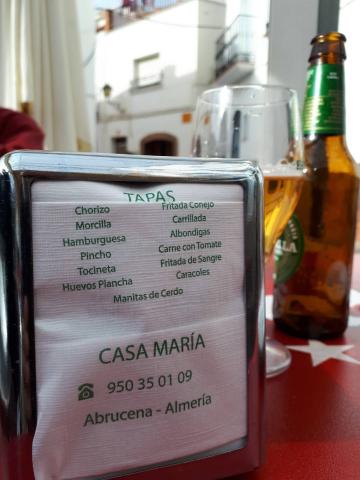 TAPAS
Chorizo
Morcilla
Hamburguesa
Pincho
Tocineta
Huevos Plancha
Fritada Conejo
Carrillada
Albondigas
Carne con Tomate
Fritada de Sangre
Caracoles
Manitas de Cerdo
CASA MARÍA
☎ 950 35 01 09
Abrucena - Almería